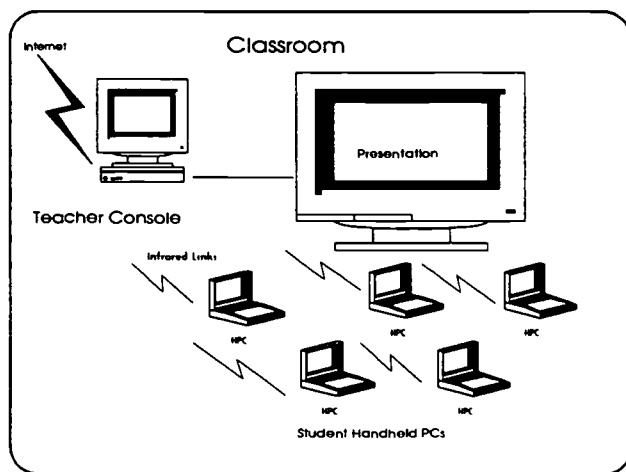 Internet
Classroom
Presentation
Teacher Console
Infrared Links
HPC
HPC
HPC
HPC
HPC
Student Handheld PCs